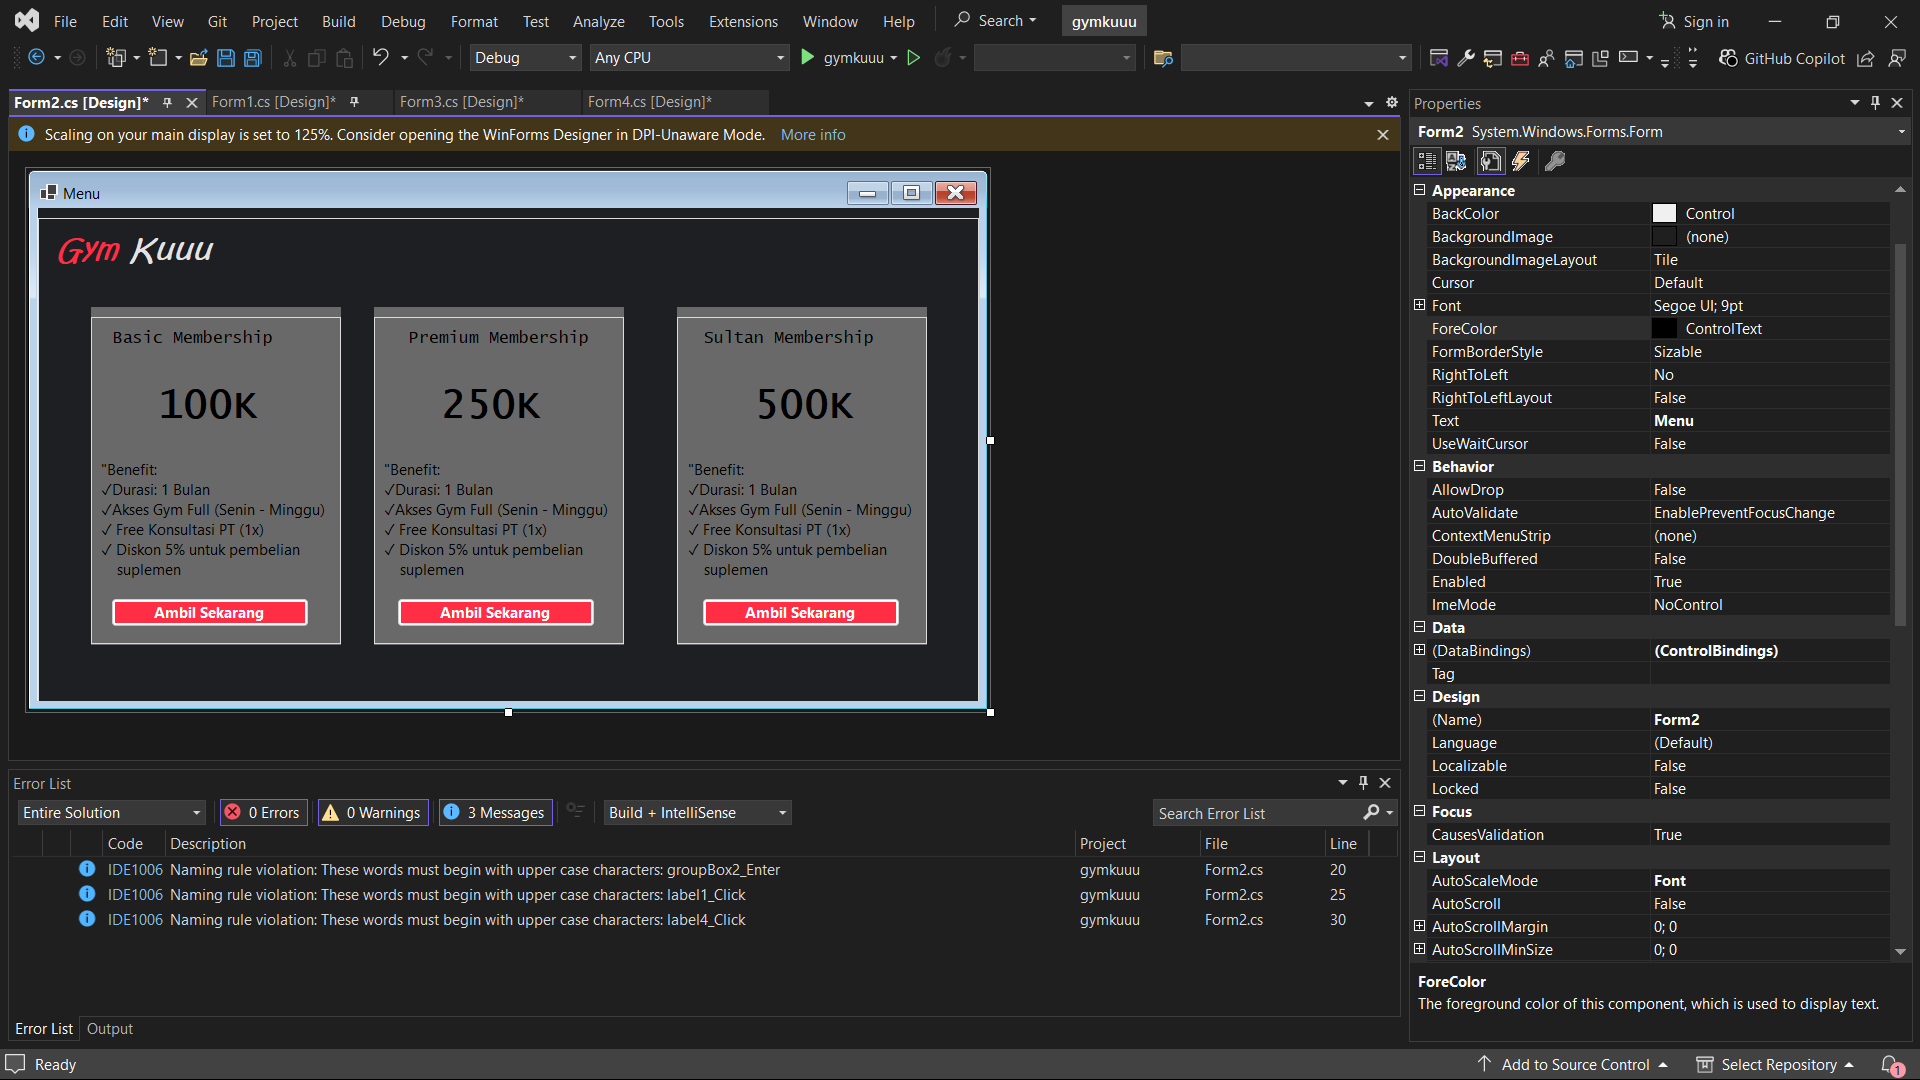 File Edit View Git Project Build Debug Format Test Analyze Tools Extensions Window Help Search gymkuuu Sign in
Debug Any CPU gymkuuu GitHub Copilot
Form2.cs [Design]* Form1.cs [Design]* Form3.cs [Design]* Form4.cs [Design]*
Scaling on your main display is set to 125%. Consider opening the WinForms Designer in DPI-Unaware Mode. More info
Menu
Gym Kuuu
Basic Membership
100K
"Benefit:
✓Durasi: 1 Bulan
✓Akses Gym Full (Senin - Minggu)
✓ Free Konsultasi PT (1x)
✓ Diskon 5% untuk pembelian
suplemen
Ambil Sekarang
Premium Membership
250K
"Benefit:
✓Durasi: 1 Bulan
✓Akses Gym Full (Senin - Minggu)
✓ Free Konsultasi PT (1x)
✓ Diskon 5% untuk pembelian
suplemen
Ambil Sekarang
Sultan Membership
500K
"Benefit:
✓Durasi: 1 Bulan
✓Akses Gym Full (Senin - Minggu)
✓ Free Konsultasi PT (1x)
✓ Diskon 5% untuk pembelian
suplemen
Ambil Sekarang
Error List
Entire Solution 0 Errors 0 Warnings 3 Messages Build + IntelliSense Search Error List
Code Description Project File Line
IDE1006 Naming rule violation: These words must begin with upper case characters: groupBox2_Enter gymkuuu Form2.cs 20
IDE1006 Naming rule violation: These words must begin with upper case characters: label1_Click gymkuuu Form2.cs 25
IDE1006 Naming rule violation: These words must begin with upper case characters: label4_Click gymkuuu Form2.cs 30
Error List Output
Properties
Form2 System.Windows.Forms.Form
Appearance
BackColor Control
BackgroundImage (none)
BackgroundImageLayout Tile
Cursor Default
Font Segoe UI; 9pt
ForeColor ControlText
FormBorderStyle Sizable
RightToLeft No
RightToLeftLayout False
Text Menu
UseWaitCursor False
Behavior
AllowDrop False
AutoValidate EnablePreventFocusChange
ContextMenuStrip (none)
DoubleBuffered False
Enabled True
ImeMode NoControl
Data
(DataBindings) (ControlBindings)
Tag
Design
(Name) Form2
Language (Default)
Localizable False
Locked False
Focus
CausesValidation True
Layout
AutoScaleMode Font
AutoScroll False
AutoScrollMargin 0; 0
AutoScrollMinSize 0; 0
ForeColor
The foreground color of this component, which is used to display text.
Ready Add to Source Control Select Repository 1